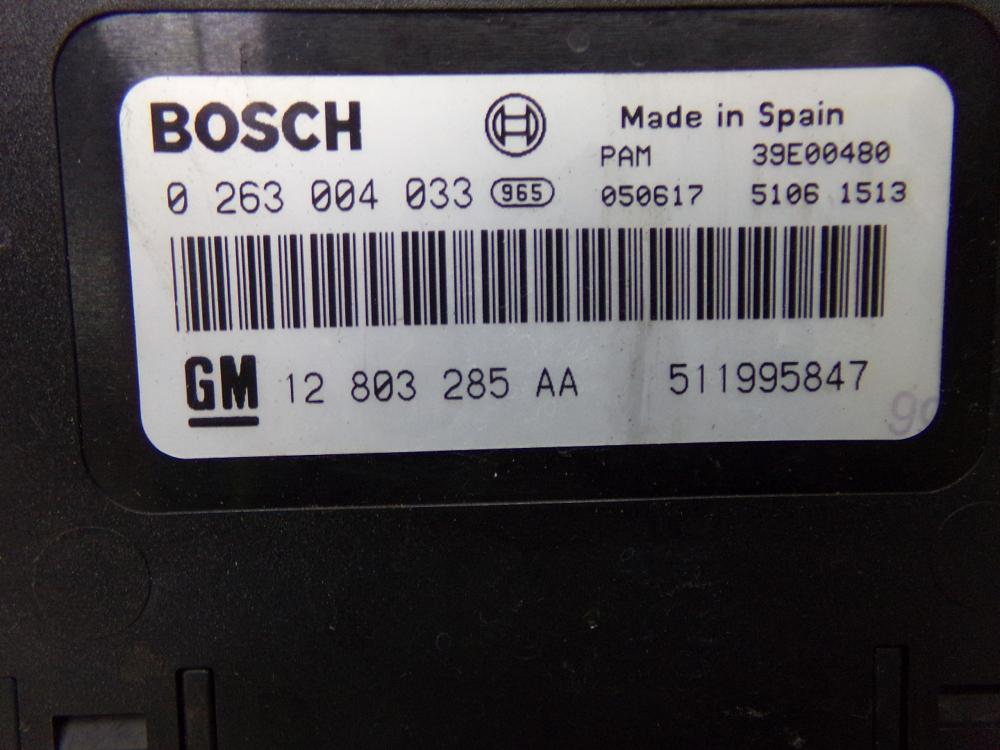 BOSCH
Made in Spain
PAM 39E00480
0 263 004 033 965 050617 5106 1513
GM 12 803 285 AA 511995847